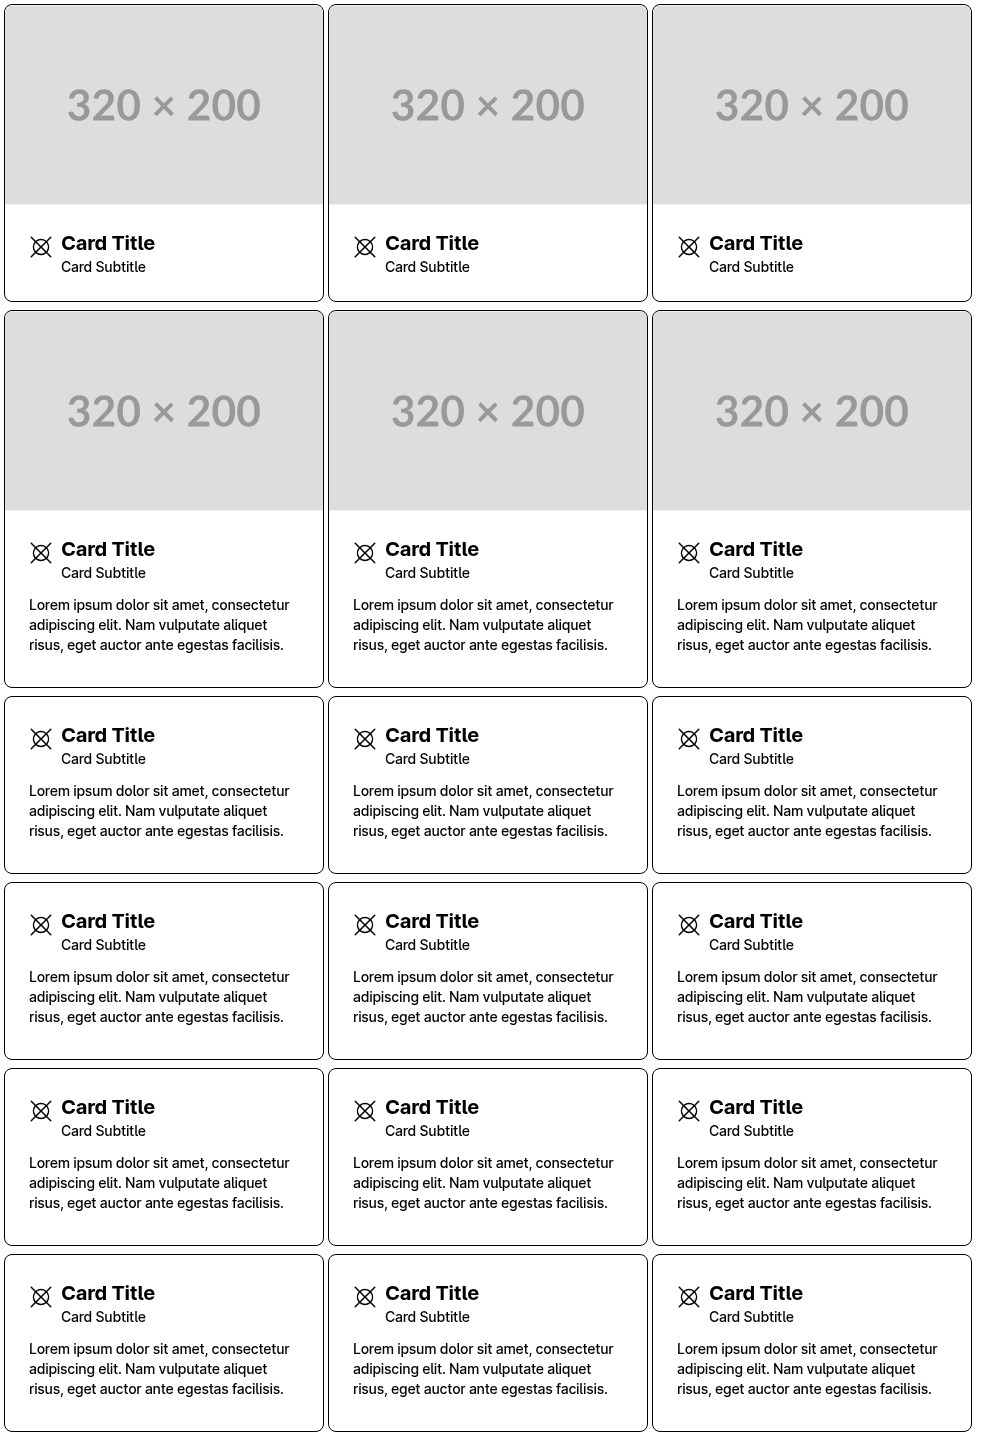 320 × 200
320 × 200
320 × 200
Card Title
Card Subtitle
Card Title
Card Subtitle
Card Title
Card Subtitle
320 × 200
320 × 200
320 × 200
Card Title
Card Subtitle
Lorem ipsum dolor sit amet, consectetur
adipiscing elit. Nam vulputate aliquet
risus, eget auctor ante egestas facilisis.
Card Title
Card Subtitle
Lorem ipsum dolor sit amet, consectetur
adipiscing elit. Nam vulputate aliquet
risus, eget auctor ante egestas facilisis.
Card Title
Card Subtitle
Lorem ipsum dolor sit amet, consectetur
adipiscing elit. Nam vulputate aliquet
risus, eget auctor ante egestas facilisis.
Card Title
Card Subtitle
Lorem ipsum dolor sit amet, consectetur
adipiscing elit. Nam vulputate aliquet
risus, eget auctor ante egestas facilisis.
Card Title
Card Subtitle
Lorem ipsum dolor sit amet, consectetur
adipiscing elit. Nam vulputate aliquet
risus, eget auctor ante egestas facilisis.
Card Title
Card Subtitle
Lorem ipsum dolor sit amet, consectetur
adipiscing elit. Nam vulputate aliquet
risus, eget auctor ante egestas facilisis.
Card Title
Card Subtitle
Lorem ipsum dolor sit amet, consectetur
adipiscing elit. Nam vulputate aliquet
risus, eget auctor ante egestas facilisis.
Card Title
Card Subtitle
Lorem ipsum dolor sit amet, consectetur
adipiscing elit. Nam vulputate aliquet
risus, eget auctor ante egestas facilisis.
Card Title
Card Subtitle
Lorem ipsum dolor sit amet, consectetur
adipiscing elit. Nam vulputate aliquet
risus, eget auctor ante egestas facilisis.
Card Title
Card Subtitle
Lorem ipsum dolor sit amet, consectetur
adipiscing elit. Nam vulputate aliquet
risus, eget auctor ante egestas facilisis.
Card Title
Card Subtitle
Lorem ipsum dolor sit amet, consectetur
adipiscing elit. Nam vulputate aliquet
risus, eget auctor ante egestas facilisis.
Card Title
Card Subtitle
Lorem ipsum dolor sit amet, consectetur
adipiscing elit. Nam vulputate aliquet
risus, eget auctor ante egestas facilisis.
Card Title
Card Subtitle
Lorem ipsum dolor sit amet, consectetur
adipiscing elit. Nam vulputate aliquet
risus, eget auctor ante egestas facilisis.
Card Title
Card Subtitle
Lorem ipsum dolor sit amet, consectetur
adipiscing elit. Nam vulputate aliquet
risus, eget auctor ante egestas facilisis.
Card Title
Card Subtitle
Lorem ipsum dolor sit amet, consectetur
adipiscing elit. Nam vulputate aliquet
risus, eget auctor ante egestas facilisis.